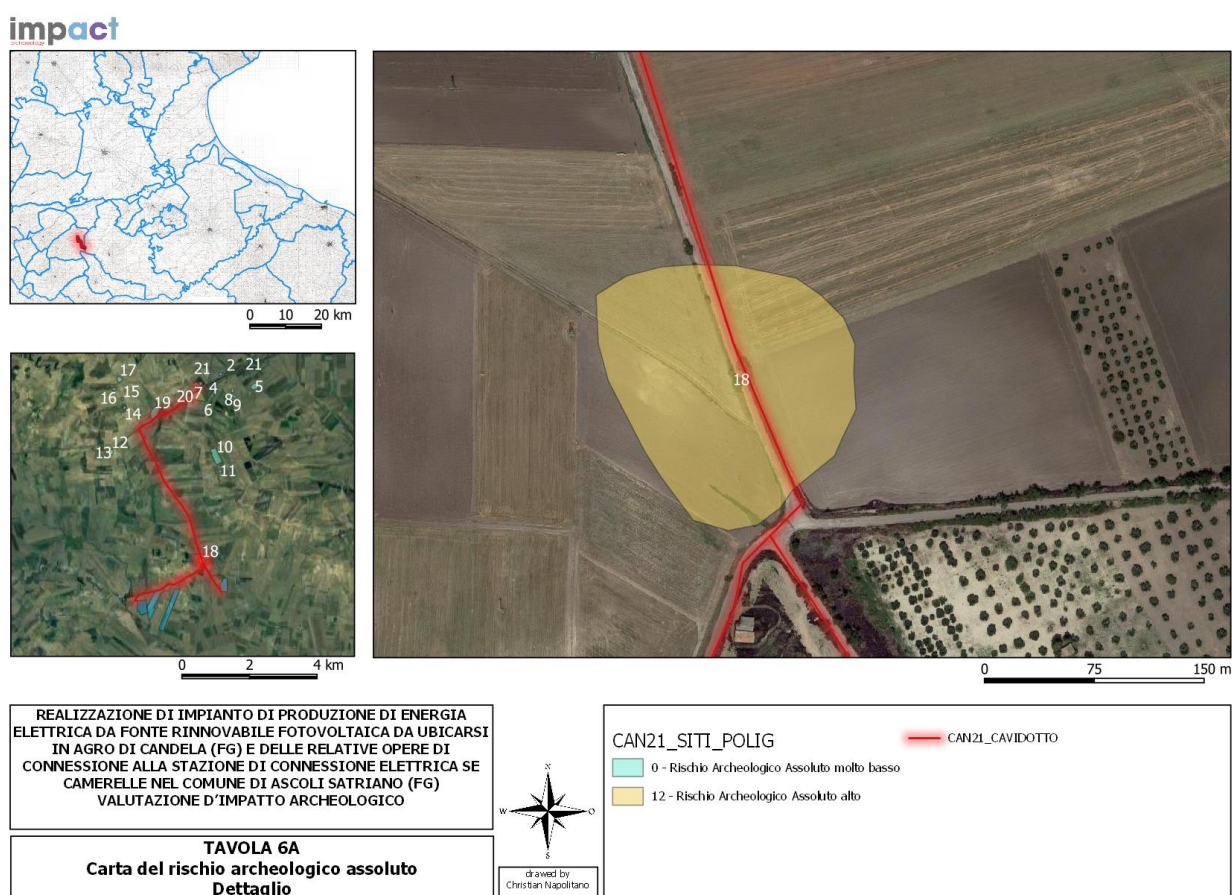 impact
archaeology
0 10 20 km
17
21
2
21
16
15
19
20
7
4
8
9
5
6
14
12
13
10
11
18
0 2 4 km
18
0 75 150 m
REALIZZAZIONE DI IMPIANTO DI PRODUZIONE DI ENERGIA
ELETTRICA DA FONTE RINNOVABILE FOTOVOLTAICA DA UBICARSI
IN AGRO DI CANDELA (FG) E DELLE RELATIVE OPERE DI
CONNESSIONE ALLA STAZIONE DI CONNESSIONE ELETTRICA SE
CAMERELLE NEL COMUNE DI ASCOLI SATRIANO (FG)
VALUTAZIONE D'IMPATTO ARCHEOLOGICO
TAVOLA 6A
Carta del rischio archeologico assoluto
Dettaglio
N
W O
S
drawed by
Christian Napolitano
CAN21_SITI_POLIG
0 - Rischio Archeologico Assoluto molto basso
12 - Rischio Archeologico Assoluto alto
CAN21_CAVIDOTTO